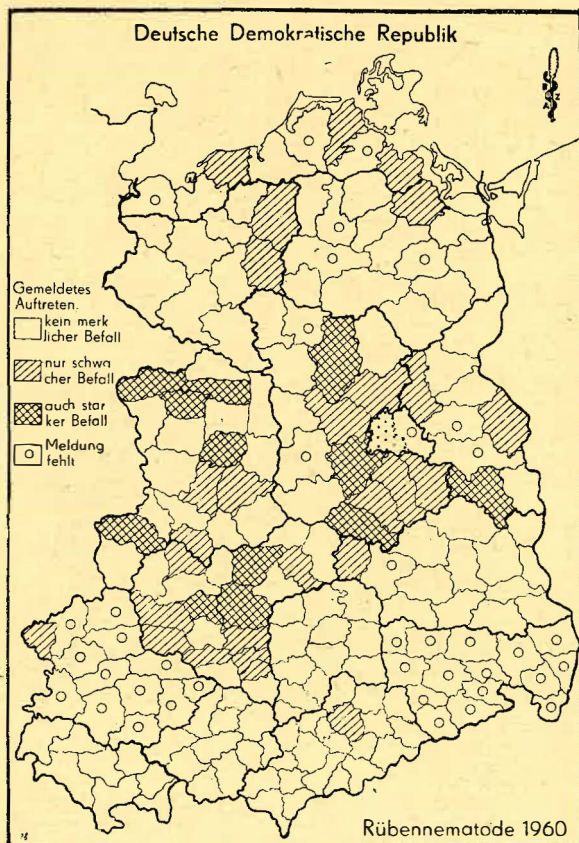 Deutsche Demokratische Republik
Gemeldetes
Auftreten.
kein merk
licher Befall
nur schwa
cher Befall
auch star
ker Befall
Meldung
fehlt
Rübennematode 1960